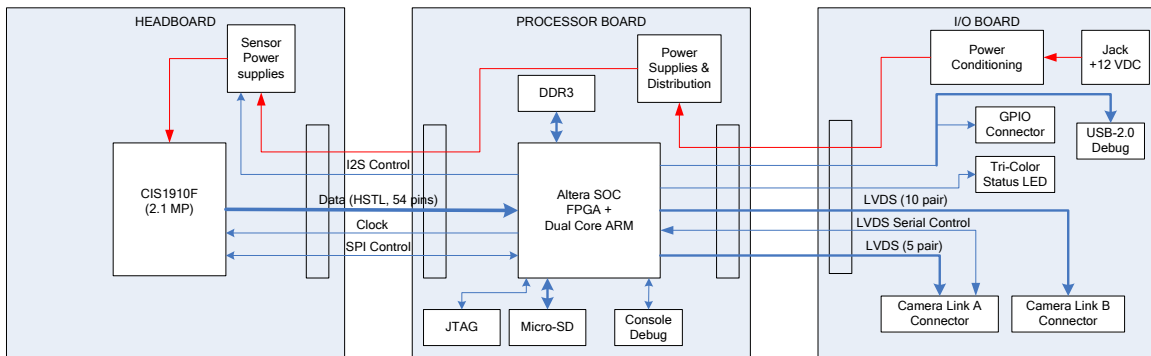 HEADBOARD
Sensor
Power
supplies
CIS1910F
(2.1 MP)
I2S Control
Data (HSTL, 54 pins)
Clock
SPI Control
PROCESSOR BOARD
Power
Supplies &
Distribution
DDR3
Altera SOC
FPGA +
Dual Core ARM
JTAG
Micro-SD
Console
Debug
I/O BOARD
Power
Conditioning
Jack
+12 VDC
GPIO
Connector
USB-2.0
Debug
Tri-Color
Status LED
LVDS (10 pair)
LVDS Serial Control
LVDS (5 pair)
Camera Link A
Connector
Camera Link B
Connector